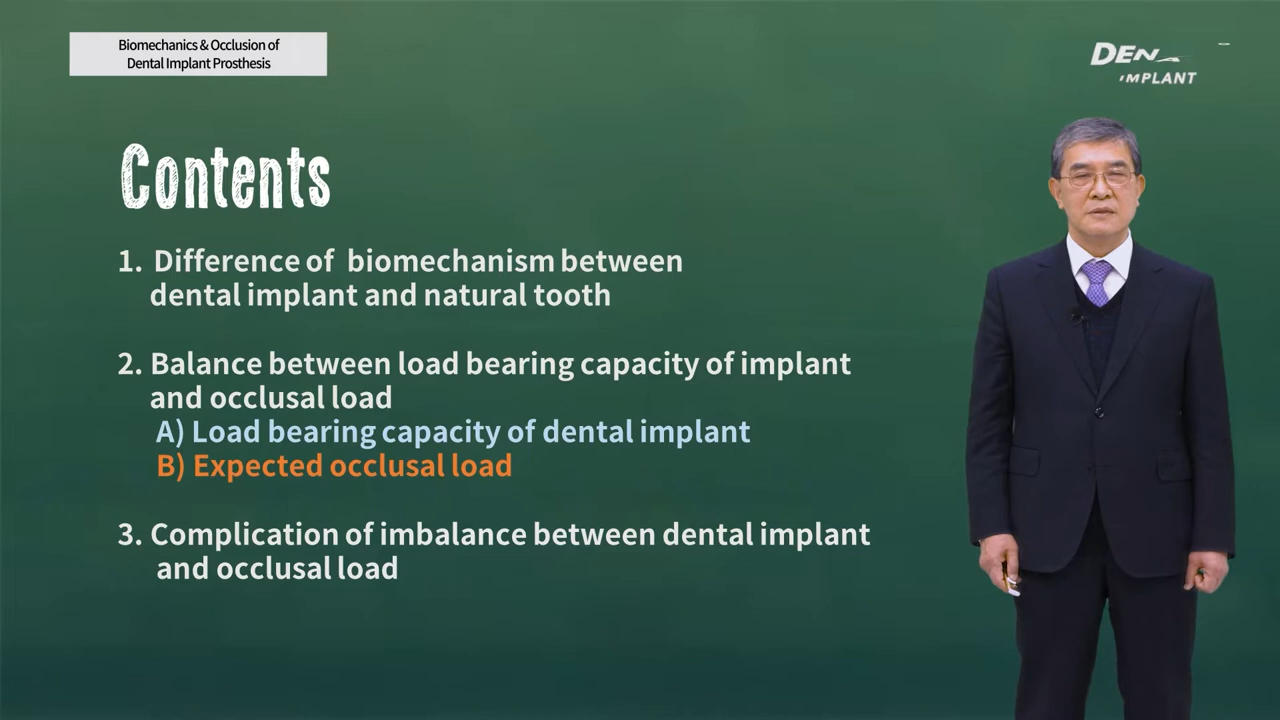 Biomechanics & Occlusion of
Dental Implant Prosthesis
DEN
IMPLANT
Contents
1. Difference of biomechanism between
dental implant and natural tooth
2. Balance between load bearing capacity of implant
and occlusal load
A) Load bearing capacity of dental implant
B) Expected occlusal load
3. Complication of imbalance between dental implant
and occlusal load